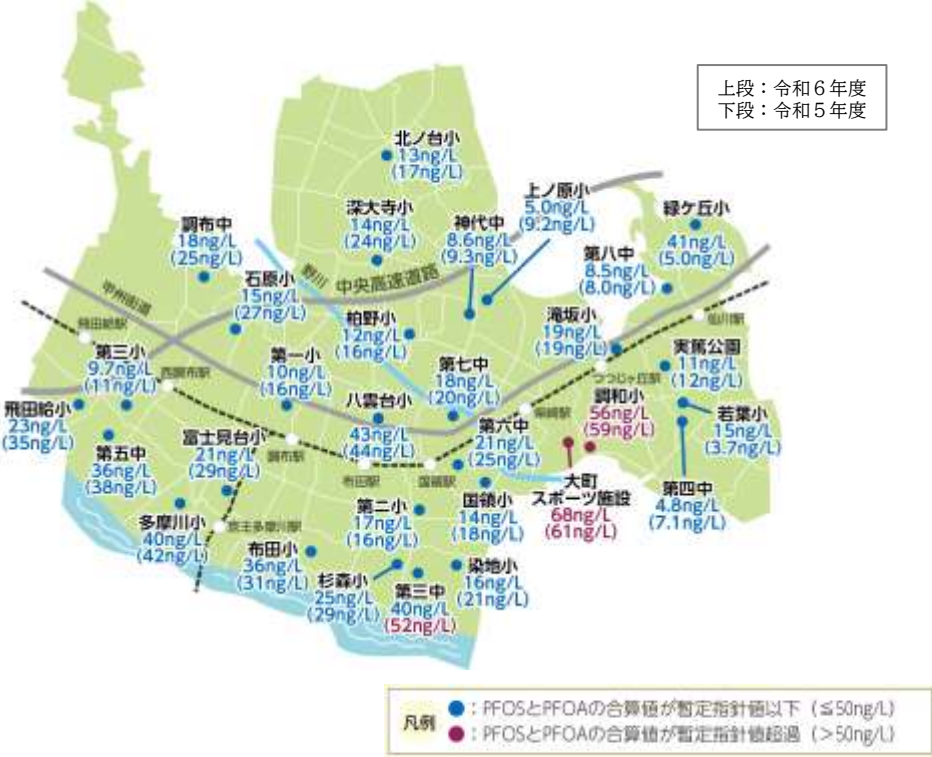 上段：令和６年度
下段：令和５年度
北ノ台小
13ng/L
(17ng/L)
上ノ原小
5.0ng/L
(9.2ng/L)
深大寺小
14ng/L
(24ng/L)
神代中
8.6ng/L
(9.3ng/L)
緑ケ丘小
41ng/L
(5.0ng/L)
調布中
18ng/L
(25ng/L)
第八中
8.5ng/L
(8.0ng/L)
石原小
15ng/L
(27ng/L)
野川
中央高速道路
甲州街道
飛田給駅
柏野小
12ng/L
(16ng/L)
滝坂小
19ng/L
(19ng/L)
仙川駅
第三小
9.7ng/L
(11ng/L)
西調布駅
第一小
10ng/L
(16ng/L)
第七中
18ng/L
(20ng/L)
実篤公園
11ng/L
(12ng/L)
つつじヶ丘駅
飛田給小
23ng/L
(35ng/L)
八雲台小
43ng/L
(44ng/L)
柴崎駅
調和小
56ng/L
(59ng/L)
若葉小
15ng/L
(3.7ng/L)
第五中
36ng/L
(38ng/L)
富士見台小
21ng/L
(29ng/L)
調布駅
布田駅
国領駅
第六中
21ng/L
(25ng/L)
大町
スポーツ施設
68ng/L
(61ng/L)
第四中
4.8ng/L
(7.1ng/L)
多摩川小
40ng/L
(42ng/L)
京王多摩川駅
第二小
17ng/L
(16ng/L)
国領小
14ng/L
(18ng/L)
布田小
36ng/L
(31ng/L)
杉森小
25ng/L
(29ng/L)
第三中
40ng/L
(52ng/L)
染地小
16ng/L
(21ng/L)
凡例
：PFOSとPFOAの合算値が暫定指針値以下（≦50ng/L）
：PFOSとPFOAの合算値が暫定指針値超過（＞50ng/L）